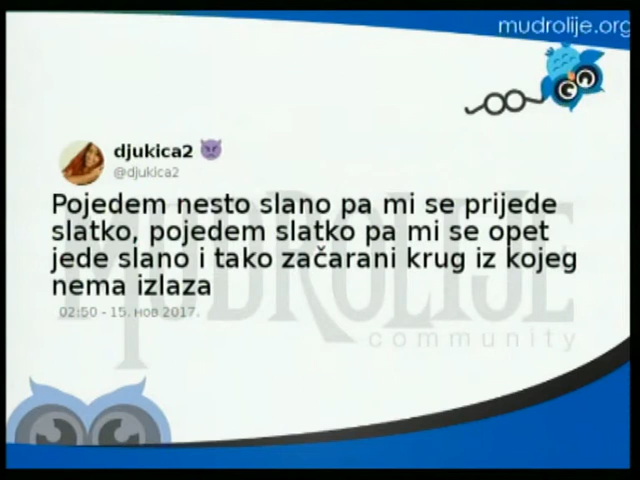 mudrolije.org
djukica2 😈
@djukica2
Pojedem nesto slano pa mi se prijede
slatko, pojedem slatko pa mi se opet
jede slano i tako začarani krug iz kojeg
nema izlaza
02:50 - 15. нов 2017.
MUDROLIJE
community